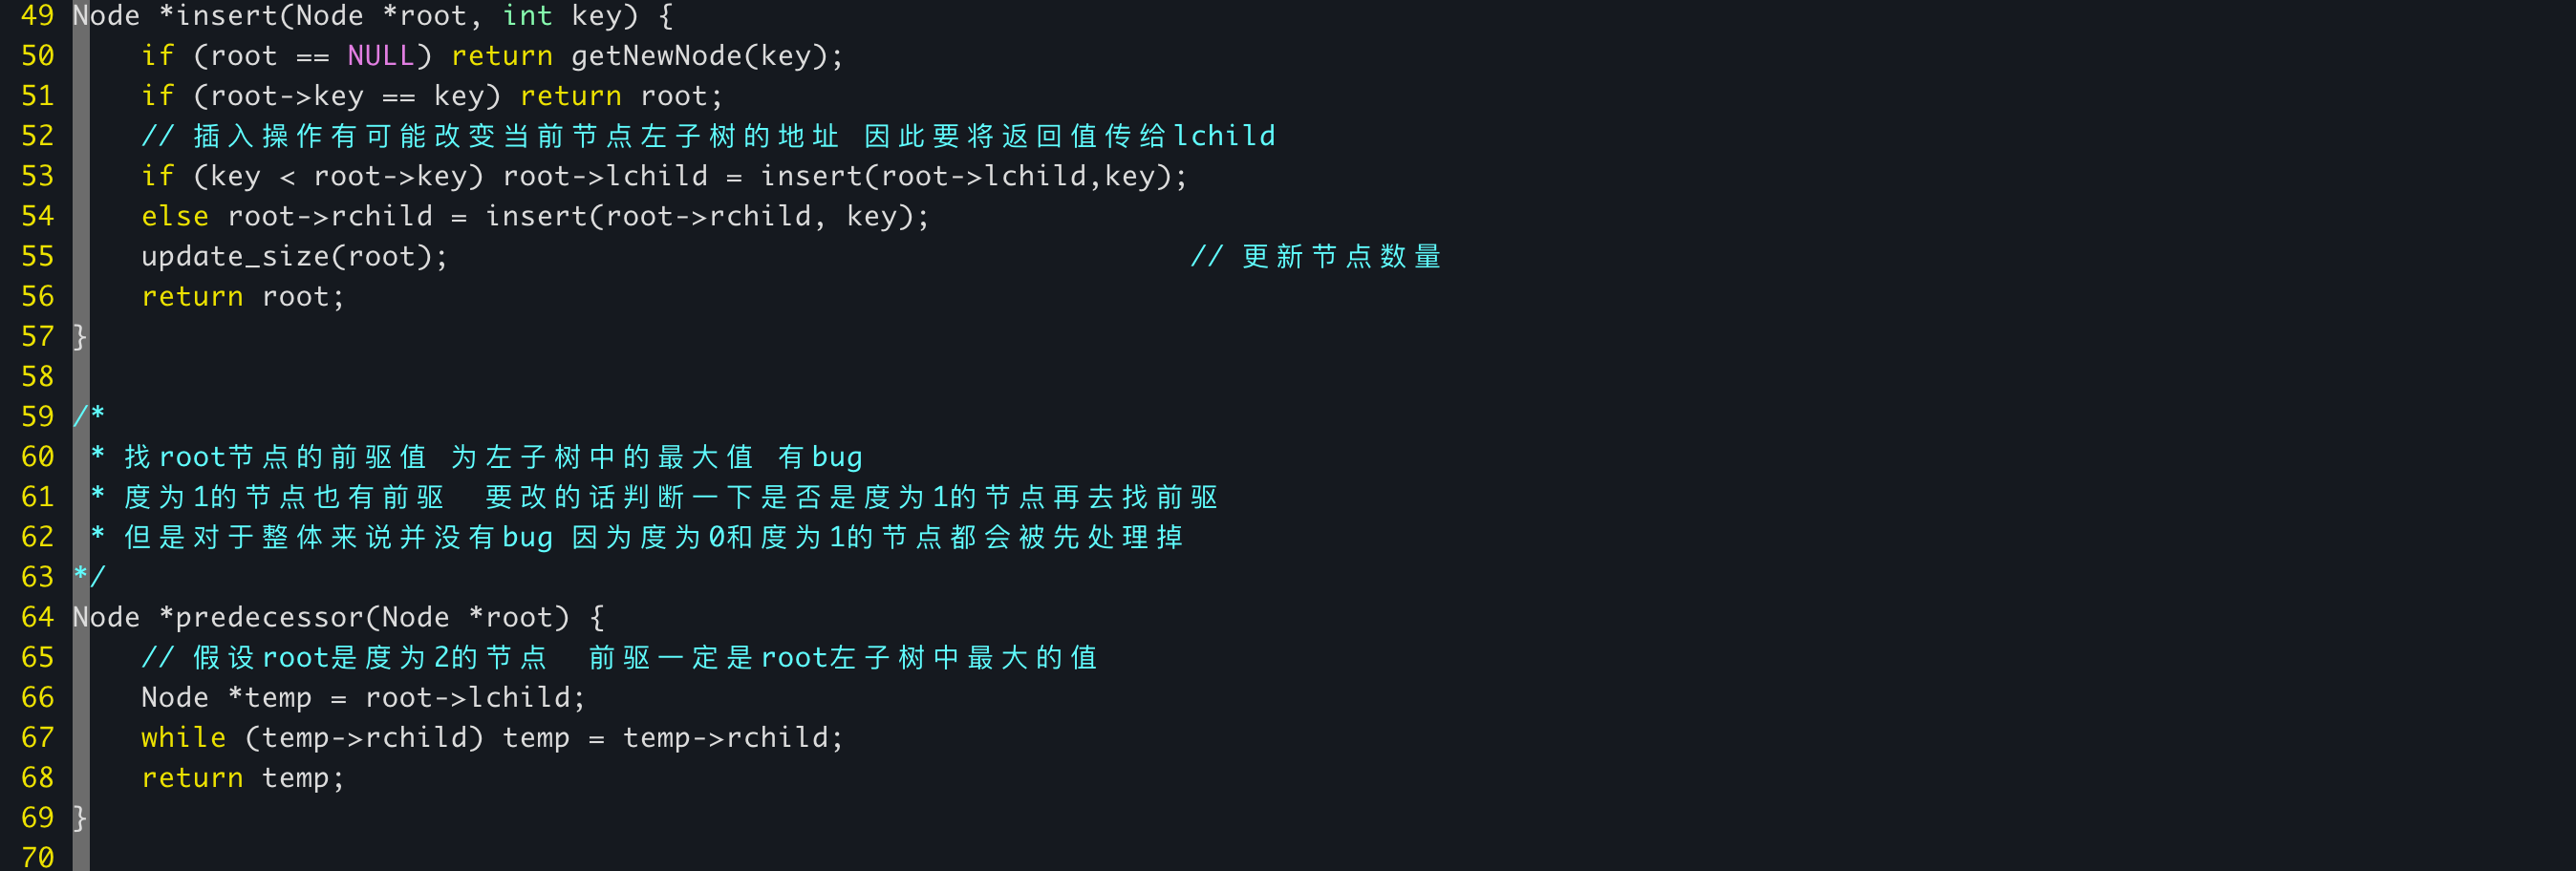 49 Node *insert(Node *root, int key) {
50     if (root == NULL) return getNewNode(key);
51     if (root->key == key) return root;
52     // 插入操作有可能改变当前节点左子树的地址 因此要将返回值传给lchild
53     if (key < root->key) root->lchild = insert(root->lchild,key);
54     else root->rchild = insert(root->rchild, key);
55     update_size(root);                                           // 更新节点数量
56     return root;
57 }
58
59 /*
60  * 找root节点的前驱值 为左子树中的最大值 有bug
61  * 度为1的节点也有前驱  要改的话判断一下是否是度为1的节点再去找前驱
62  * 但是对于整体来说并没有bug 因为度为0和度为1的节点都会被先处理掉
63 */
64 Node *predecessor(Node *root) {
65     // 假设root是度为2的节点  前驱一定是root左子树中最大的值
66     Node *temp = root->lchild;
67     while (temp->rchild) temp = temp->rchild;
68     return temp;
69 }
70